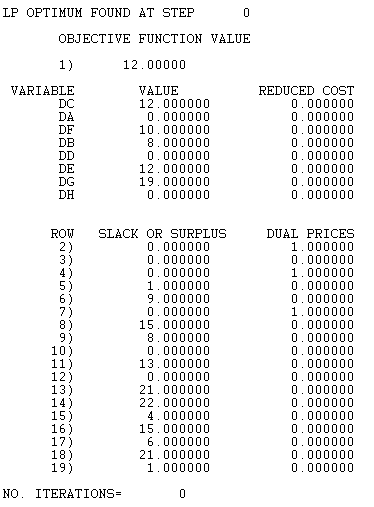 LP OPTIMUM FOUND AT STEP 0
OBJECTIVE FUNCTION VALUE
1) 12.00000
VARIABLE VALUE REDUCED COST
DC 12.000000 0.000000
DA 0.000000 0.000000
DF 10.000000 0.000000
DB 8.000000 0.000000
DD 0.000000 0.000000
DE 12.000000 0.000000
DG 19.000000 0.000000
DH 0.000000 0.000000
ROW SLACK OR SURPLUS DUAL PRICES
2) 0.000000 1.000000
3) 0.000000 0.000000
4) 0.000000 1.000000
5) 1.000000 0.000000
6) 9.000000 0.000000
7) 0.000000 1.000000
8) 15.000000 0.000000
9) 8.000000 0.000000
10) 0.000000 0.000000
11) 13.000000 0.000000
12) 0.000000 0.000000
13) 21.000000 0.000000
14) 22.000000 0.000000
15) 4.000000 0.000000
16) 15.000000 0.000000
17) 6.000000 0.000000
18) 21.000000 0.000000
19) 1.000000 0.000000
NO. ITERATIONS= 0